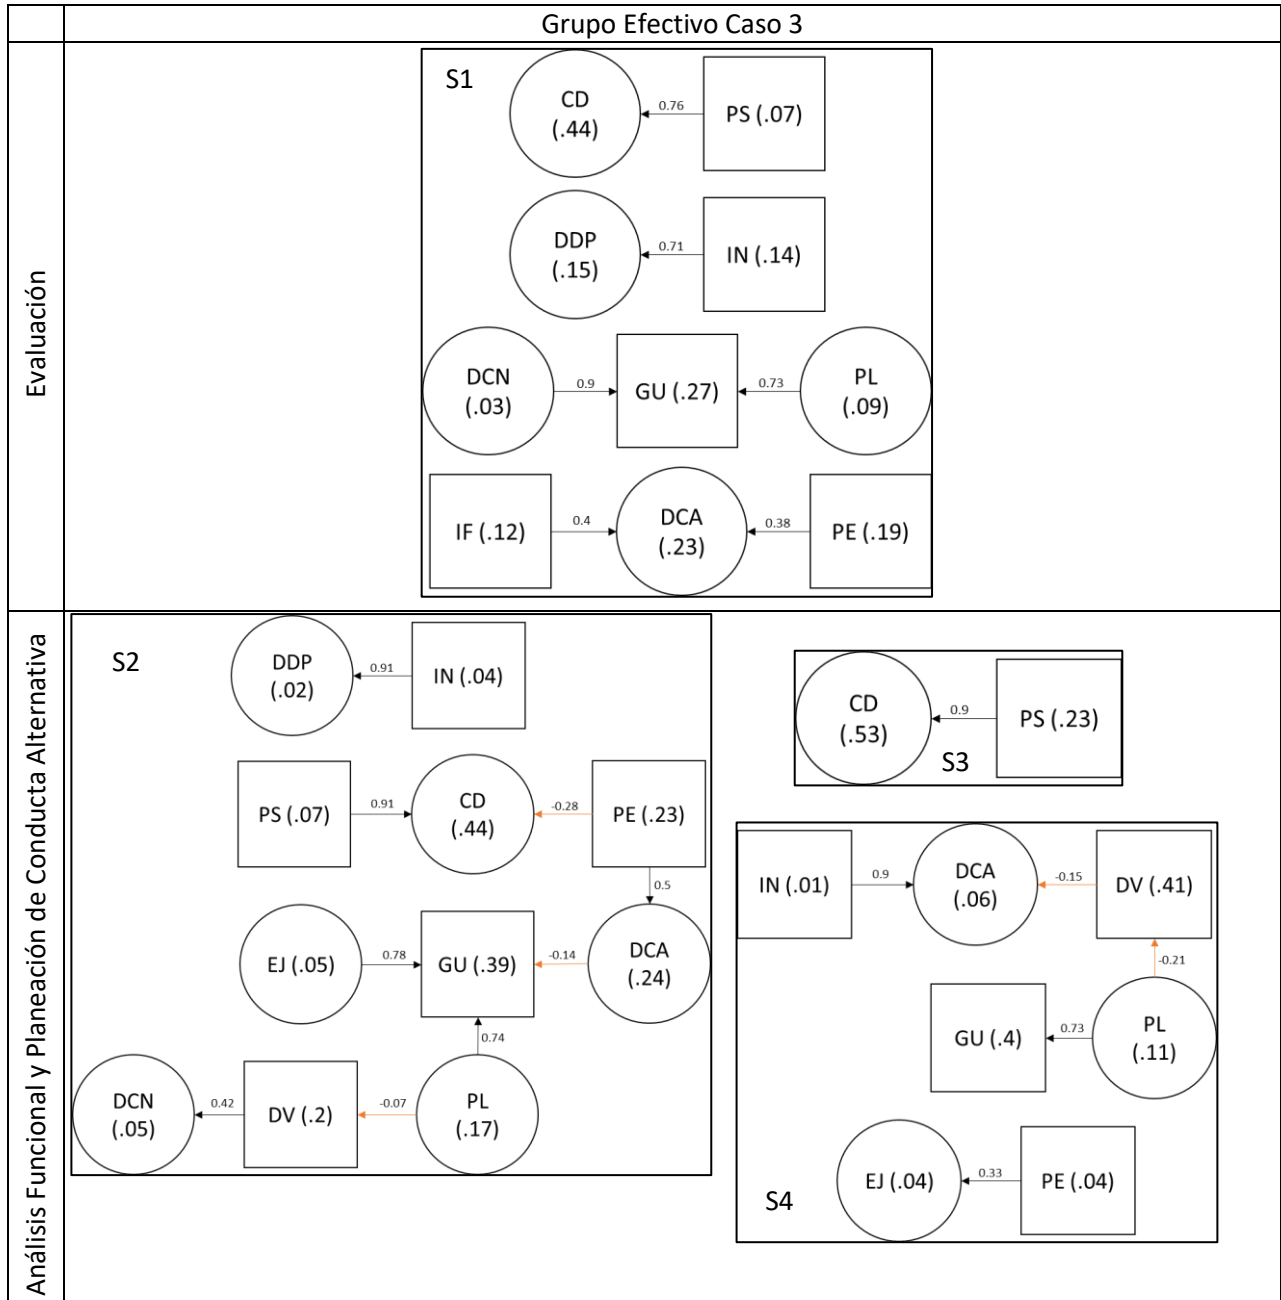 Grupo Efectivo Caso 3
Evaluación
S1
CD
(.44)
0.76
PS (.07)
DDP
(.15)
0.71
IN (.14)
DCN
(.03)
0.9
GU (.27)
0.73
PL
(.09)
IF (.12)
0.4
DCA
(.23)
0.38
PE (.19)
Análisis Funcional y Planeación de Conducta Alternativa
S2
DDP
(.02)
0.91
IN (.04)
PS (.07)
0.91
CD
(.44)
-0.28
PE (.23)
0.5
EJ (.05)
0.78
GU (.39)
-0.14
DCA
(.24)
0.74
DCN
(.05)
0.42
DV (.2)
-0.07
PL
(.17)
CD
(.53)
0.9
PS (.23)
S3
IN (.01)
0.9
DCA
(.06)
-0.15
DV (.41)
-0.21
GU (.4)
0.73
PL
(.11)
EJ (.04)
0.33
PE (.04)
S4